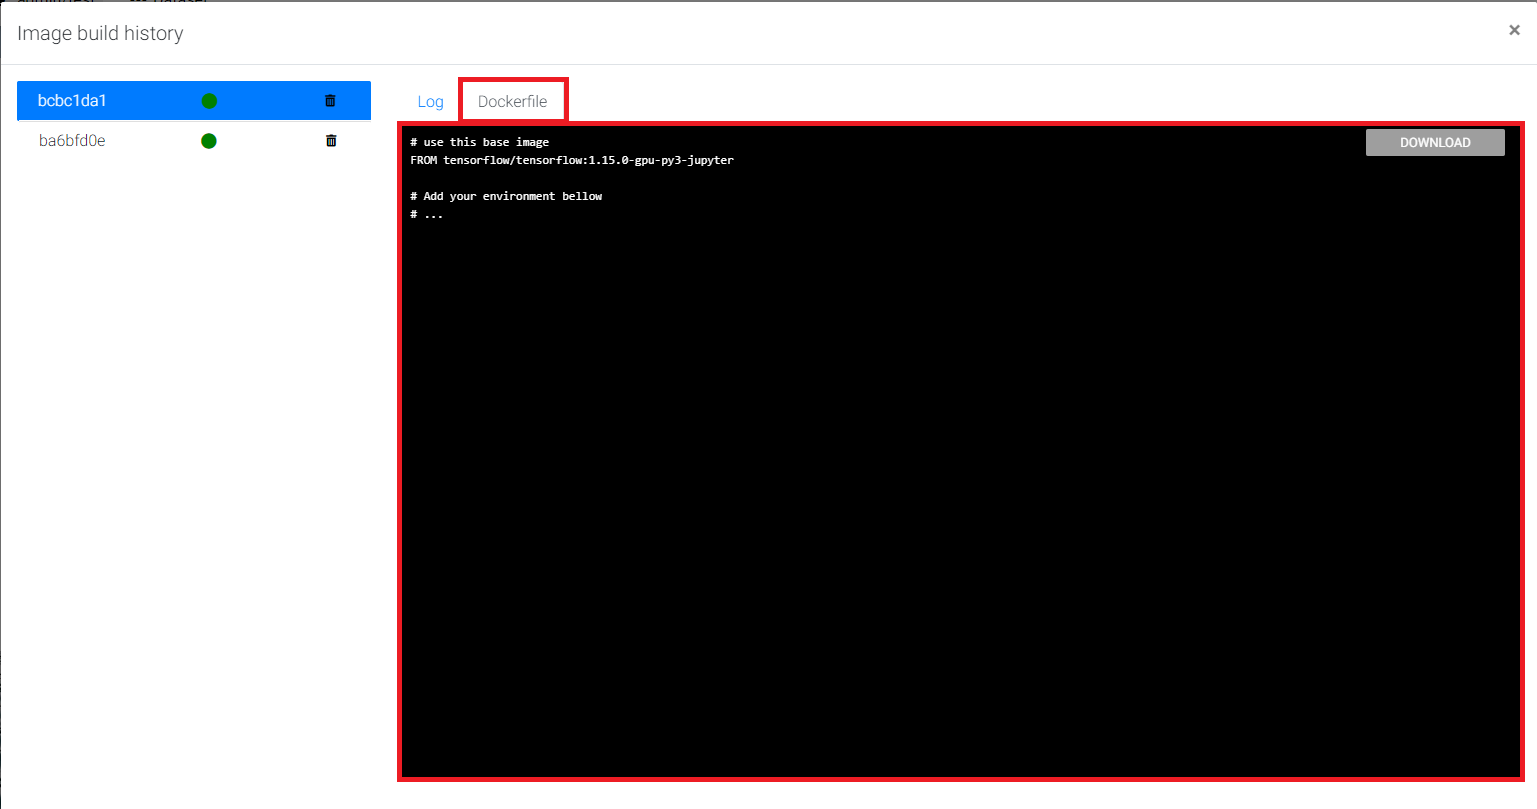 Image build history
×
bcbc1da1
ba6bfd0e
Log
Dockerfile
DOWNLOAD
# use this base image
FROM tensorflow/tensorflow:1.15.0-gpu-py3-jupyter
# Add your environment bellow
# ...